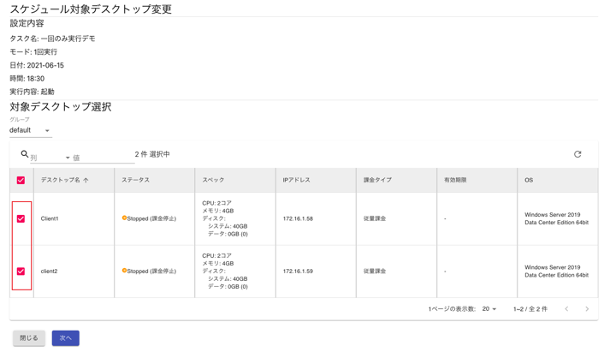 スケジュール対象デスクトップ変更
設定内容
タスク名: 一回のみ実行デモ
モード: 1回実行
日付: 2021-06-15
時間: 18:30
実行内容: 起動
対象デスクトップ選択
グループ
default
列 値 2 件 選択中
デスクトップ名 ↑ ステータス スペック IPアドレス 課金タイプ 有効期限 OS
CPU: 2コア
メモリ: 4GB
ディスク:
システム: 40GB
データ: 0GB (0)
Client1 Stopped (課金停止) 172.16.1.58 従量課金 -
Windows Server 2019
Data Center Edition 64bit
CPU: 2コア
メモリ: 4GB
ディスク:
システム: 40GB
データ: 0GB (0)
client2 Stopped (課金停止) 172.16.1.59 従量課金 -
Windows Server 2019
Data Center Edition 64bit
1ページの表示数: 20 1–2 / 全 2 件
閉じる 次へ